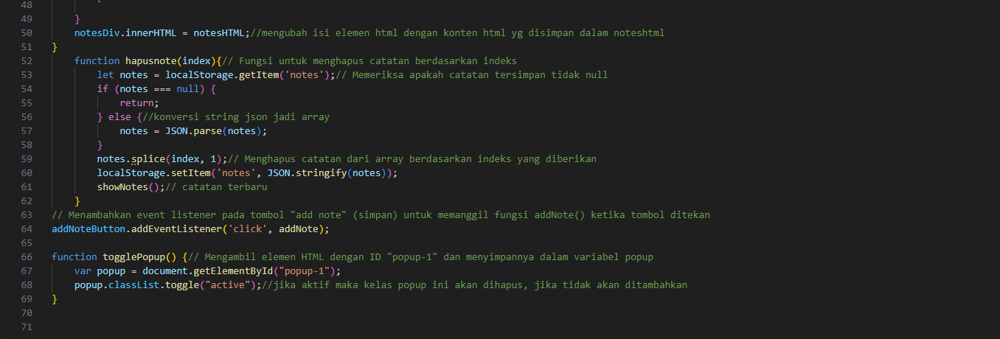 48 `
49 }
50 notesDiv.innerHTML = notesHTML;//mengubah isi elemen html dengan konten html yg disimpan dalam noteshtml
51 }
52 function hapusnote(index){// Fungsi untuk menghapus catatan berdasarkan indeks
53 let notes = localStorage.getItem('notes');// Memeriksa apakah catatan tersimpan tidak null
54 if (notes === null) {
55 return;
56 } else {//konversi string json jadi array
57 notes = JSON.parse(notes);
58 }
59 notes.splice(index, 1);// Menghapus catatan dari array berdasarkan indeks yang diberikan
60 localStorage.setItem('notes', JSON.stringify(notes));
61 showNotes();// catatan terbaru
62 }
63 // Menambahkan event listener pada tombol "add note" (simpan) untuk memanggil fungsi addNote() ketika tombol ditekan
64 addNoteButton.addEventListener('click', addNote);
65
66 function togglePopup() {// Mengambil elemen HTML dengan ID "popup-1" dan menyimpannya dalam variabel popup
67 var popup = document.getElementById("popup-1");
68 popup.classList.toggle("active");//jika aktif maka kelas popup ini akan dihapus, jika tidak akan ditambahkan
69 }
70
71